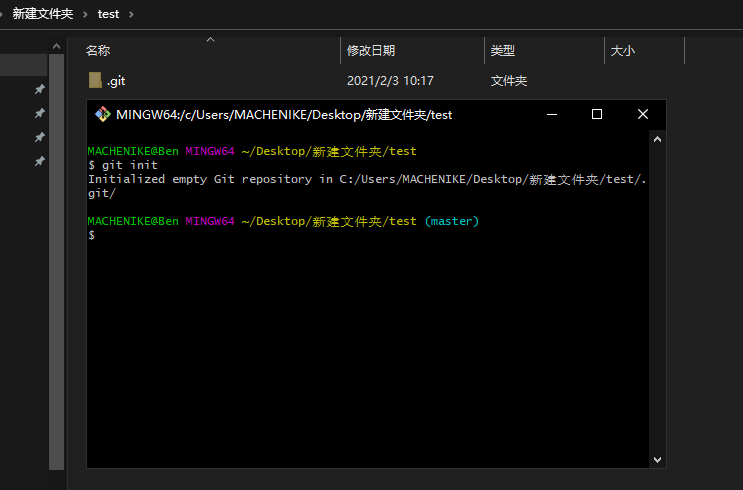 新建文件夹 > test >
名称 修改日期 类型 大小
.git 2021/2/3 10:17 文件夹
MINGW64:/c/Users/MACHENIKE/Desktop/新建文件夹/test
MACHENIKE@Ben MINGW64 ~/Desktop/新建文件夹/test
$ git init
Initialized empty Git repository in C:/Users/MACHENIKE/Desktop/新建文件夹/test/.
git/
MACHENIKE@Ben MINGW64 ~/Desktop/新建文件夹/test (master)
$